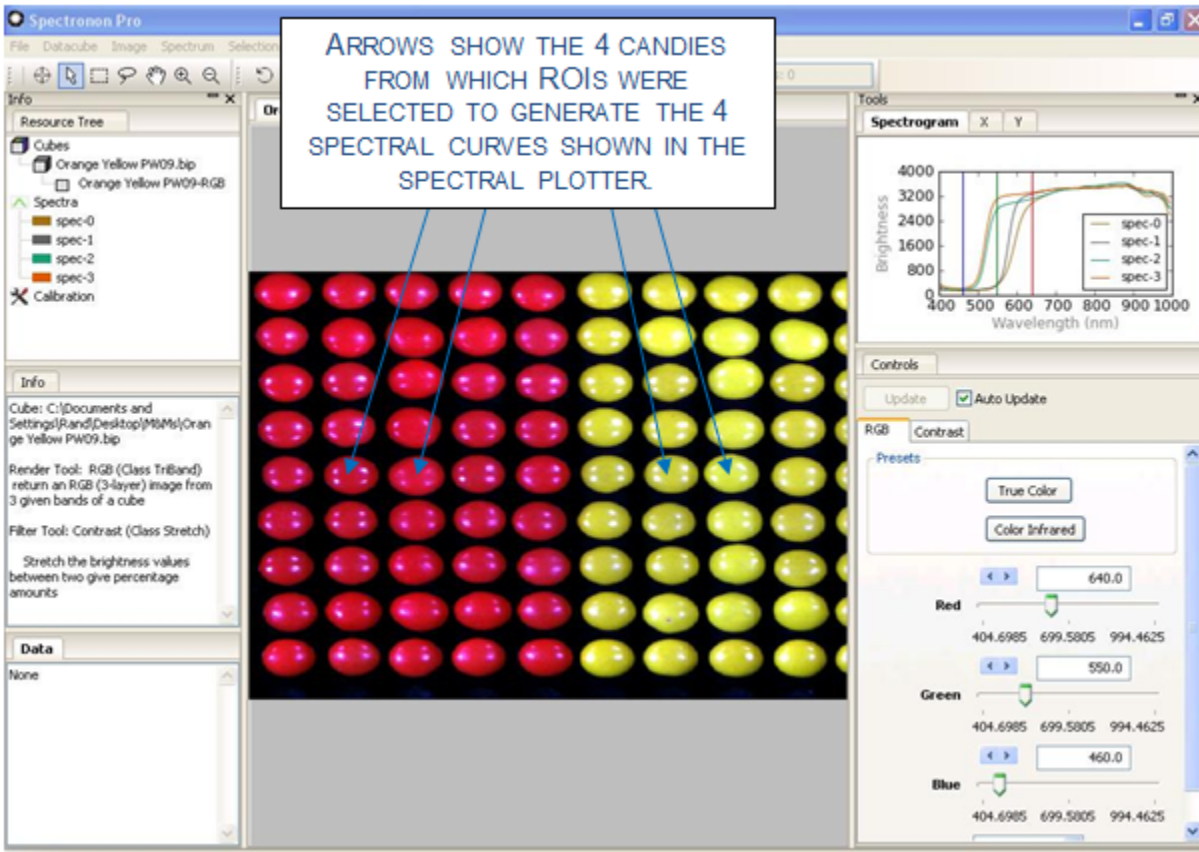 Spectronon Pro
File Datacube Image Spectrum Selection
ARROWS SHOW THE 4 CANDIES
FROM WHICH ROIS WERE
SELECTED TO GENERATE THE 4
SPECTRAL CURVES SHOWN IN THE
SPECTRAL PLOTTER.
Info
Resource Tree
Cubes
Orange Yellow PW09.bip
Orange Yellow PW09-RGB
Spectra
spec-0
spec-1
spec-2
spec-3
Calibration
Info
Cube: C:\Documents and
Settings\Rand\Desktop\M&Ms\Oran
ge Yellow PW09.bip
Render Tool: RGB (Class TriBand)
return an RGB (3-layer) image from
3 given bands of a cube
Filter Tool: Contrast (Class Stretch)
Stretch the brightness values
between two give percentage
amounts
Data
None
Or
Tools
Spectrogram X Y
4000
3200
2400
1600
800
0
Brightness
400 500 600 700 800 900 1000
Wavelength (nm)
spec-0
spec-1
spec-2
spec-3
Controls
Update Auto Update
RGB Contrast
Presets
True Color
Color Infrared
640.0
Red
404.6985 699.5805 994.4625
550.0
Green
404.6985 699.5805 994.4625
460.0
Blue
404.6985 699.5805 994.4625